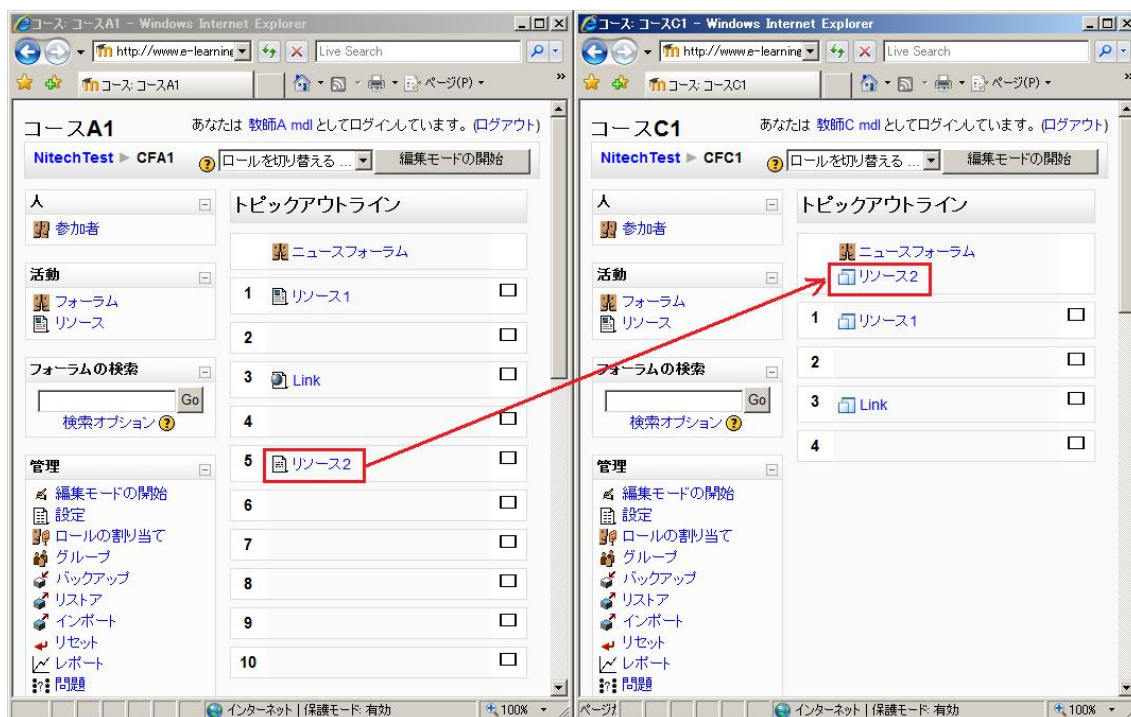 コース: コースA1 - Windows Internet Explorer
http://www.e-learning
Live Search
コース: コースA1
ページ(P)
コースA1
あなたは 教師A mdl としてログインしています。(ログアウト)
NitechTest ► CFA1
ロールを切り替える ...
編集モードの開始
人
参加者
活動
フォーラム
リソース
フォーラムの検索
Go
検索オプション
管理
編集モードの開始
設定
ロールの割り当て
グループ
バックアップ
リストア
インポート
リセット
レポート
問題
トピックアウトライン
ニュースフォーラム
1 リソース1
2
3 Link
4
5 リソース2
6
7
8
9
10
インターネット | 保護モード: 有効
100%
コース: コースC1 - Windows Internet Explorer
http://www.e-learning
Live Search
コース: コースC1
ページ(P)
コースC1
あなたは 教師C mdl としてログインしています。(ログアウト)
NitechTest ► CFC1
ロールを切り替える ...
編集モードの開始
人
参加者
活動
フォーラム
リソース
フォーラムの検索
Go
検索オプション
管理
編集モードの開始
設定
ロールの割り当て
グループ
バックアップ
リストア
インポート
リセット
レポート
問題
トピックアウトライン
ニュースフォーラム
リソース2
1 リソース1
2
3 Link
4
インターネット | 保護モード: 有効
100%